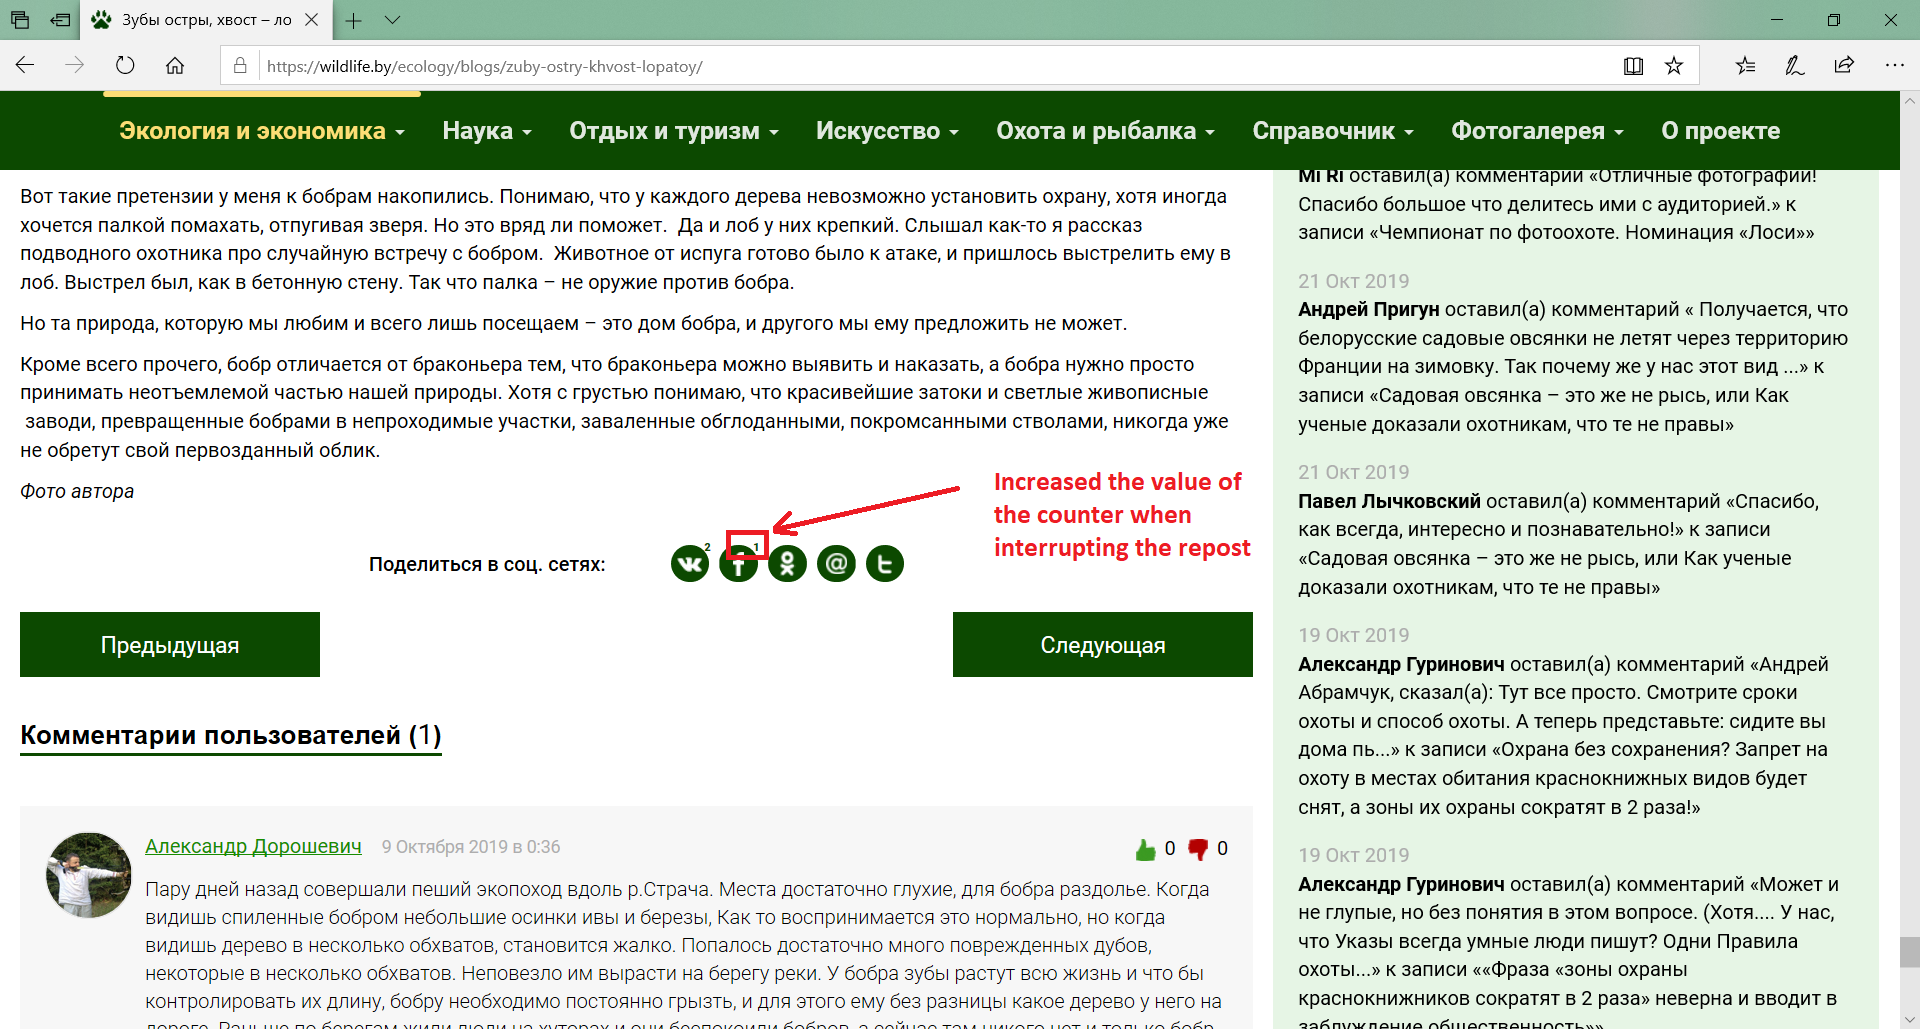 Зубы остры, хвост – ло
https://wildlife.by/ecology/blogs/zuby-ostry-khvost-lopatoy/
Экология и экономика Наука Отдых и туризм Искусство Охота и рыбалка Справочник Фотогалерея О проекте
Вот такие претензии у меня к бобрам накопились. Понимаю, что у каждого дерева невозможно установить охрану, хотя иногда
хочется палкой помахать, отпугивая зверя. Но это вряд ли поможет. Да и лоб у них крепкий. Слышал как-то я рассказ
подводного охотника про случайную встречу с бобром. Животное от испуга готово было к атаке, и пришлось выстрелить ему в
лоб. Выстрел был, как в бетонную стену. Так что палка – не оружие против бобра.
Но та природа, которую мы любим и всего лишь посещаем – это дом бобра, и другого мы ему предложить не может.
Кроме всего прочего, бобр отличается от браконьера тем, что браконьера можно выявить и наказать, а бобра нужно просто
принимать неотъемлемой частью нашей природы. Хотя с грустью понимаю, что красивейшие затоки и светлые живописные
заводи, превращенные бобрами в непроходимые участки, заваленные обглоданными, покромсанными стволами, никогда уже
не обретут свой первозданный облик.
Фото автора
Increased the value of
the counter when
interrupting the repost
Поделиться в соц. сетях:
2
1
Предыдущая
Следующая
Комментарии пользователей (1)
Александр Дорошевич 9 Октября 2019 в 0:36
0 0
Пару дней назад совершали пеший экопоход вдоль р.Страча. Места достаточно глухие, для бобра раздолье. Когда
видишь спиленные бобром небольшие осинки ивы и березы, Как то воспринимается это нормально, но когда
видишь дерево в несколько обхватов, становится жалко. Попалось достаточно много поврежденных дубов,
некоторые в несколько обхватов. Неповезло им вырасти на берегу реки. У бобра зубы растут всю жизнь и что бы
контролировать их длину, бобру необходимо постоянно грызть, и для этого ему без разницы какое дерево у него на
дороге. Раньше по берегам жили люди на хуторах и они беспокоили бобров, а сейчас там никого нет и только бобр
Mi Ri оставил(а) комментарий «Отличные фотографии!
Спасибо большое что делитесь ими с аудиторией.» к
записи «Чемпионат по фотоохоте. Номинация «Лоси»»
21 Окт 2019
Андрей Пригун оставил(а) комментарий « Получается, что
белорусские садовые овсянки не летят через территорию
Франции на зимовку. Так почему же у нас этот вид ...» к
записи «Садовая овсянка – это же не рысь, или Как
ученые доказали охотникам, что те не правы»
21 Окт 2019
Павел Лычковский оставил(а) комментарий «Спасибо,
как всегда, интересно и познавательно!» к записи
«Садовая овсянка – это же не рысь, или Как ученые
доказали охотникам, что те не правы»
19 Окт 2019
Александр Гуринович оставил(а) комментарий «Андрей
Абрамчук, сказал(а): Тут все просто. Смотрите сроки
охоты и способ охоты. А теперь представьте: сидите вы
дома пь...» к записи «Охрана без сохранения? Запрет на
охоту в местах обитания краснокнижных видов будет
снят, а зоны их охраны сократят в 2 раза!»
19 Окт 2019
Александр Гуринович оставил(а) комментарий «Может и
не глупые, но без понятия в этом вопросе. (Хотя.... У нас,
что Указы всегда умные люди пишут? Одни Правила
охоты...» к записи ««Фраза «зоны охраны
краснокнижников сократят в 2 раза» неверна и вводит в
заблуждение общественность»»